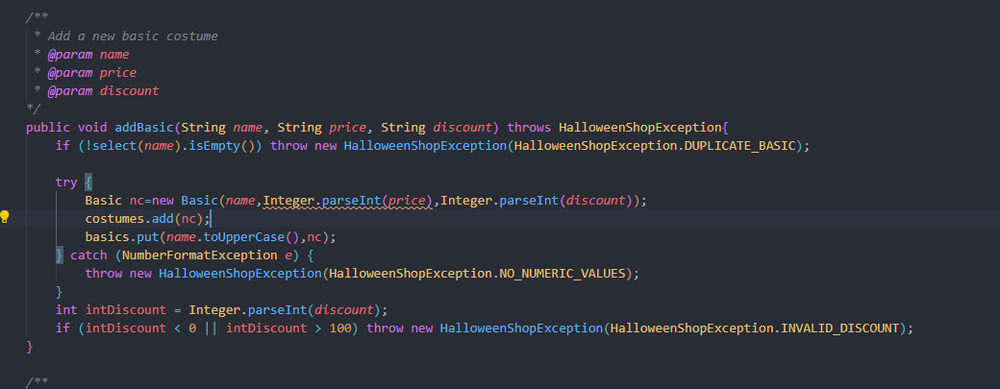 /**
 * Add a new basic costume
 * @param name
 * @param price
 * @param discount
*/
public void addBasic(String name, String price, String discount) throws HalloweenShopException{
    if (!select(name).isEmpty()) throw new HalloweenShopException(HalloweenShopException.DUPLICATE_BASIC);
    try {
        Basic nc=new Basic(name,Integer.parseInt(price),Integer.parseInt(discount));
        costumes.add(nc);
        basics.put(name.toUpperCase(),nc);
    } catch (NumberFormatException e) {
        throw new HalloweenShopException(HalloweenShopException.NO_NUMERIC_VALUES);
    }
    int intDiscount = Integer.parseInt(discount);
    if (intDiscount < 0 || intDiscount > 100) throw new HalloweenShopException(HalloweenShopException.INVALID_DISCOUNT);
}
/**